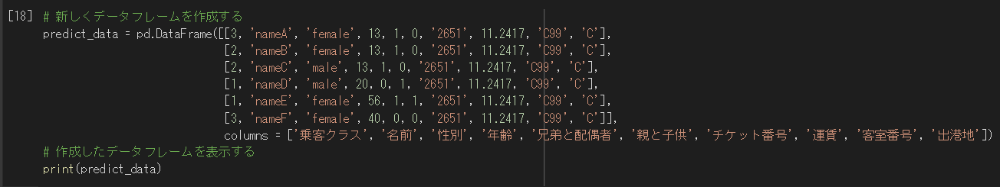 [18] # 新しくデータフレームを作成する
predict_data = pd.DataFrame([[3, 'nameA', 'female', 13, 1, 0, '2651', 11.2417, 'C99', 'C'],
[2, 'nameB', 'female', 13, 1, 0, '2651', 11.2417, 'C99', 'C'],
[2, 'nameC', 'male', 13, 1, 0, '2651', 11.2417, 'C99', 'C'],
[1, 'nameD', 'male', 20, 0, 1, '2651', 11.2417, 'C99', 'C'],
[1, 'nameE', 'female', 56, 1, 1, '2651', 11.2417, 'C99', 'C'],
[3, 'nameF', 'female', 40, 0, 0, '2651', 11.2417, 'C99', 'C']],
columns = ['乗客クラス', '名前', '性別', '年齢', '兄弟と配偶者', '親と子供', 'チケット番号', '運賃', '客室番号', '出港地'])
# 作成したデータフレームを表示する
print(predict_data)